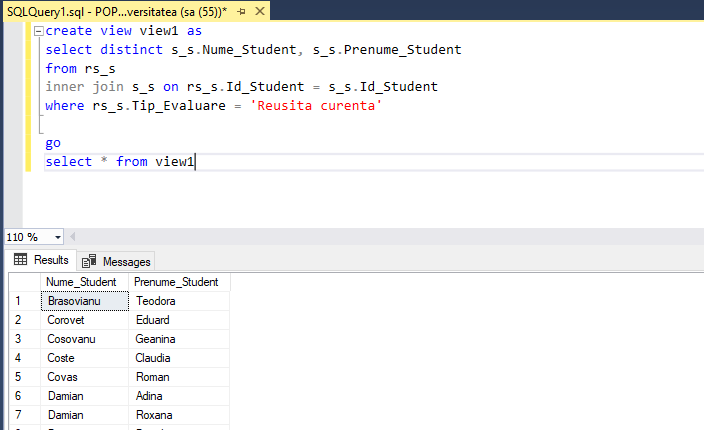 SQLQuery1.sql - POP...versitatea (sa (55))*
create view view1 as
select distinct s_s.Nume_Student, s_s.Prenume_Student
from rs_s
inner join s_s on rs_s.Id_Student = s_s.Id_Student
where rs_s.Tip_Evaluare = 'Reusita curenta'
go
select * from view1
110 %
Results Messages
Nume_Student Prenume_Student
1 Brasovianu Teodora
2 Corovet Eduard
3 Cosovanu Geanina
4 Coste Claudia
5 Covas Roman
6 Damian Adina
7 Damian Roxana